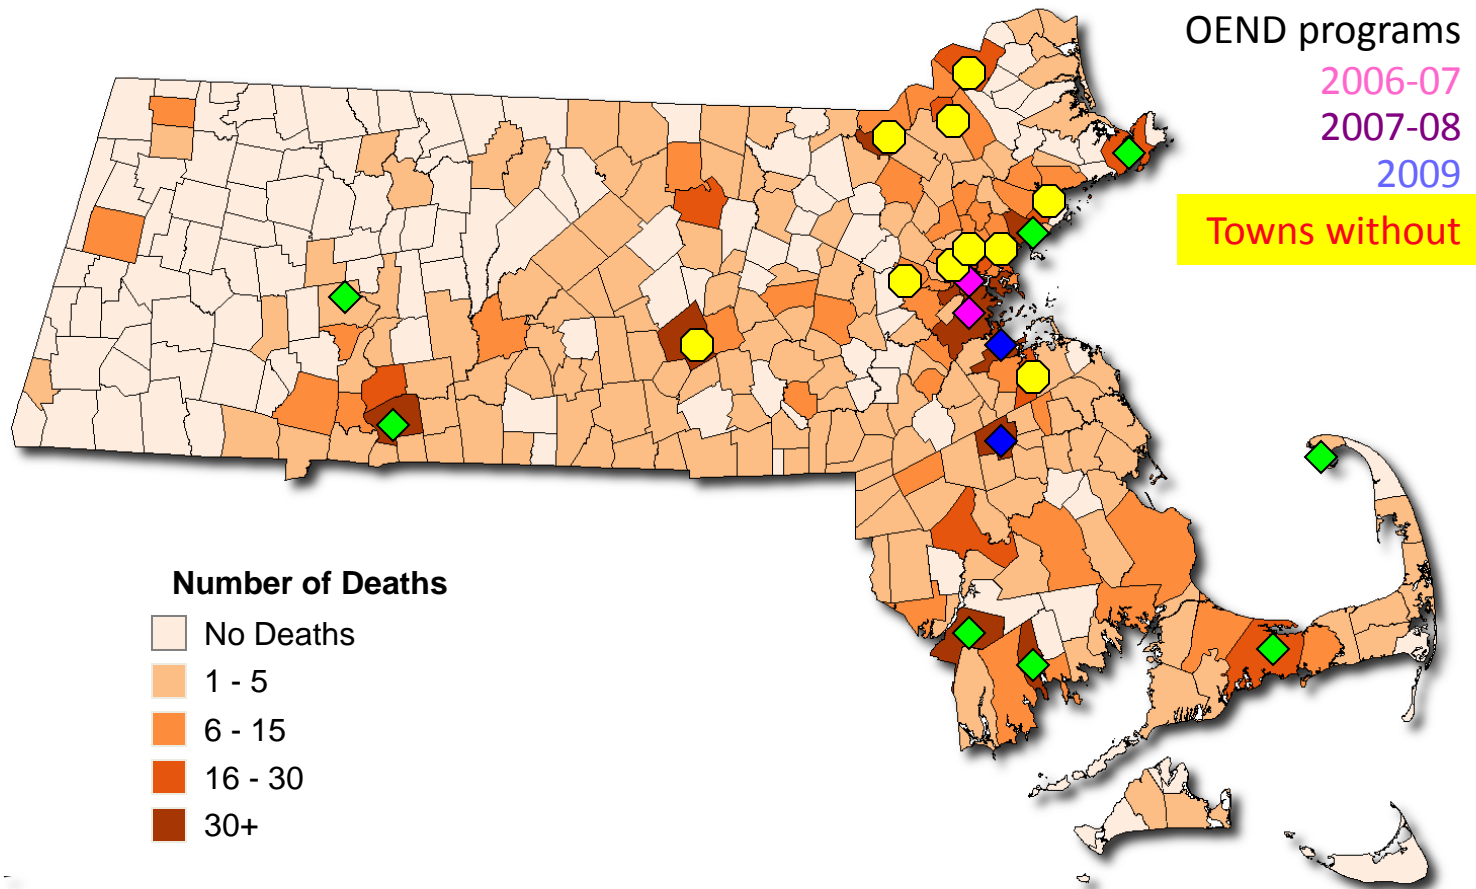 OEND programs
2006-07
2007-08
2009
Towns without
Number of Deaths
No Deaths
1 - 5
6 - 15
16 - 30
30+